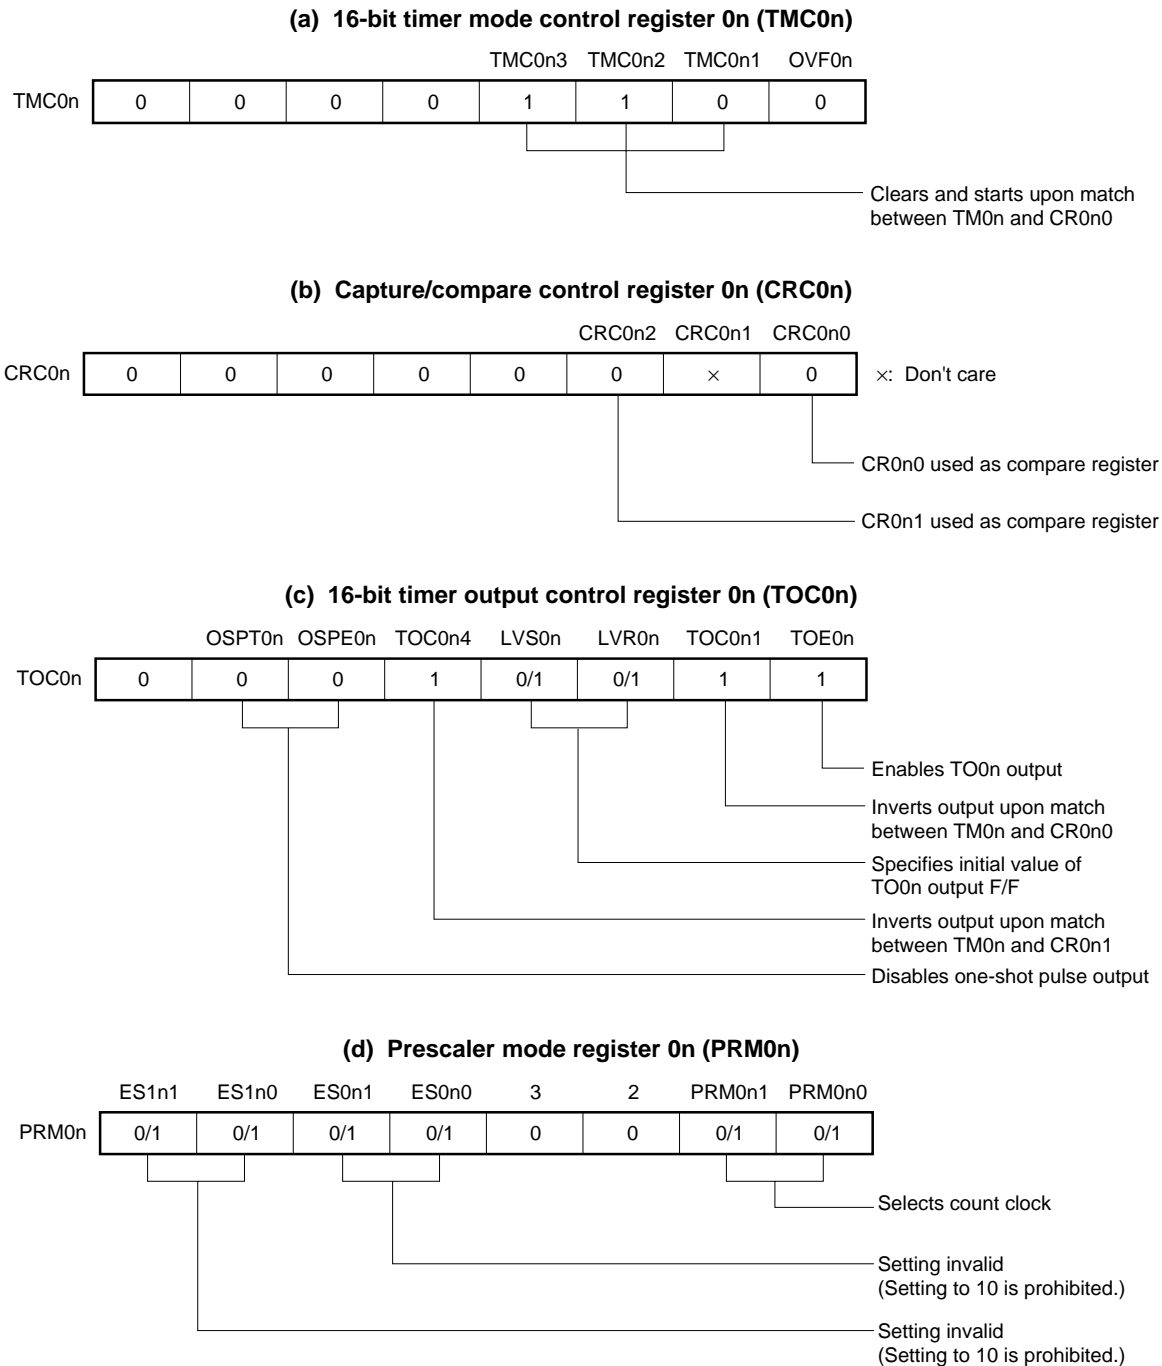 (a) 16-bit timer mode control register 0n (TMC0n)
TMC0n3 TMC0n2 TMC0n1 OVF0n
TMC0n 0 0 0 0 1 1 0 0
Clears and starts upon match
between TM0n and CR0n0
(b) Capture/compare control register 0n (CRC0n)
CRC0n2 CRC0n1 CRC0n0
CRC0n 0 0 0 0 0 0 × 0 ×: Don't care
CR0n0 used as compare register
CR0n1 used as compare register
(c) 16-bit timer output control register 0n (TOC0n)
OSPT0n OSPE0n TOC0n4 LVS0n LVR0n TOC0n1 TOE0n
TOC0n 0 0 0 1 0/1 0/1 1 1
Enables TO0n output
Inverts output upon match
between TM0n and CR0n0
Specifies initial value of
TO0n output F/F
Inverts output upon match
between TM0n and CR0n1
Disables one-shot pulse output
(d) Prescaler mode register 0n (PRM0n)
ES1n1 ES1n0 ES0n1 ES0n0 3 2 PRM0n1 PRM0n0
PRM0n 0/1 0/1 0/1 0/1 0 0 0/1 0/1
Selects count clock
Setting invalid
(Setting to 10 is prohibited.)
Setting invalid
(Setting to 10 is prohibited.)